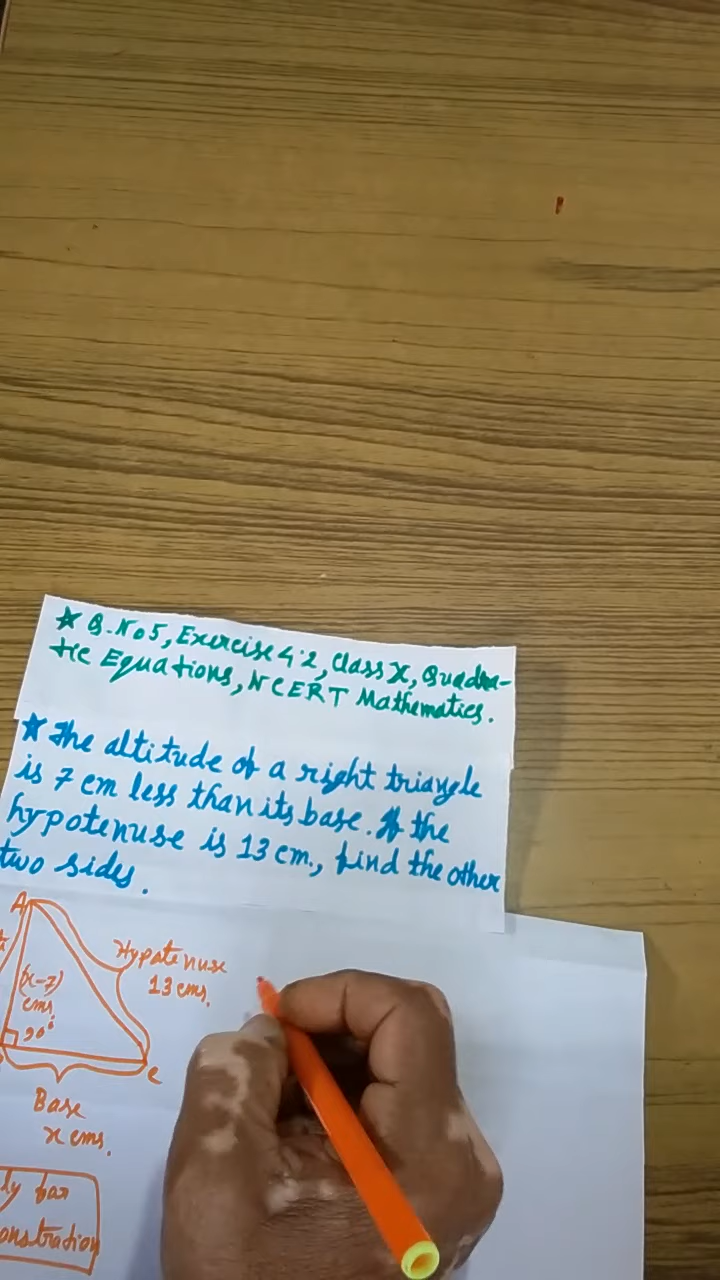 ★ Q.No 5, Exercise 4.2, Class X, Quadra-
tic Equations, NCERT Mathematics.
★ The altitude of a right triangle
is 7 cm less than its base. If the
hypotenuse is 13 cm., find the other
two sides.
A
Hypotenuse
13 cms.
(x-7)
cms.
90°
C
Base
x cms.